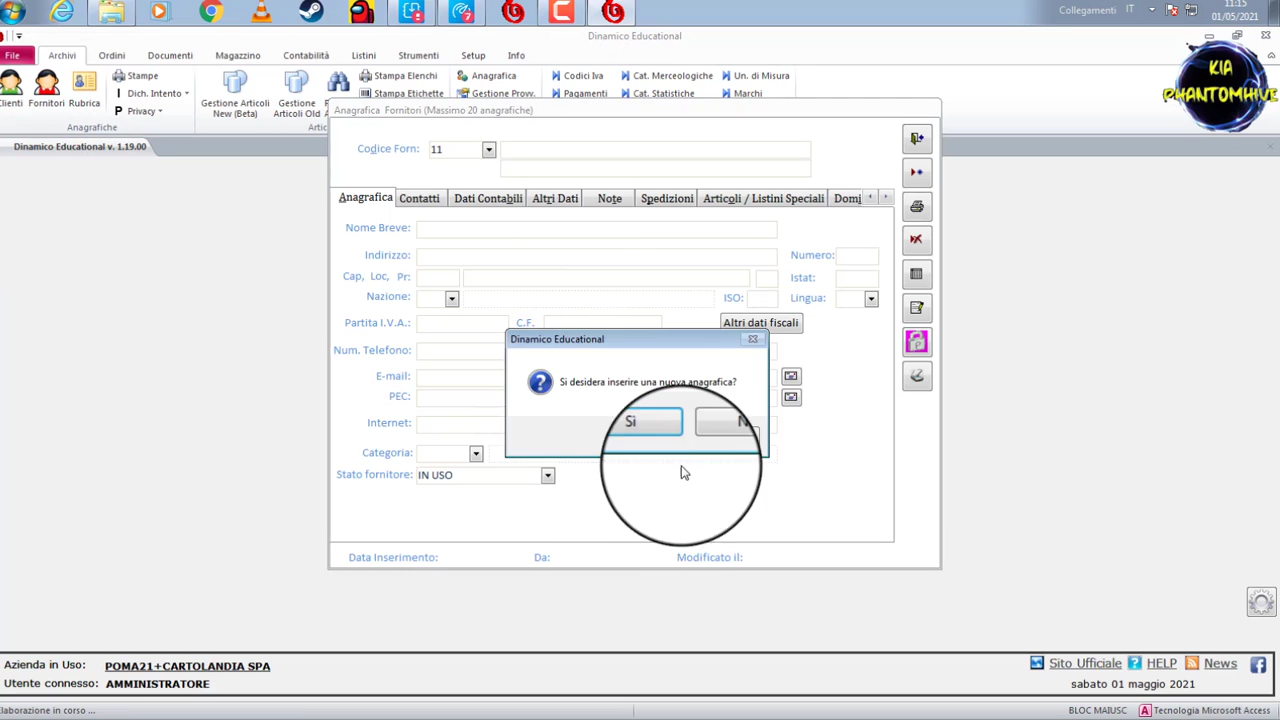 Collegamenti IT 11:15
01/05/2021
Dinamico Educational
KIA
PHANTOMHIVE
File Archivi Ordini Documenti Magazzino Contabilità Listini Strumenti Setup Info
Stampe Stampa Elenchi Anagrafica Codici Iva Cat. Merceologiche Un. di Misura
Clienti Fornitori Rubrica Dich. Intento Gestione Articoli Gestione Stampa Etichette Gestione Provv. Pagamenti Cat. Statistiche Marchi
Privacy New (Beta) Articoli Old
Anagrafiche
Anagrafica Fornitori (Massimo 20 anagrafiche)
Dinamico Educational v. 1.19.00
Codice Forn: 11
Anagrafica Contatti Dati Contabili Altri Dati Note Spedizioni Articoli / Listini Speciali Domi
Nome Breve:
Indirizzo: Numero:
Cap, Loc, Pr: Istat:
Nazione: ISO: Lingua:
Partita I.V.A.: C.F. Altri dati fiscali
Dinamico Educational
Num. Telefono:
E-mail: Si desidera inserire una nuova anagrafica?
PEC:
Internet: Sì N
Categoria:
Stato fornitore: IN USO
Data Inserimento: Da: Modificato il:
Azienda in Uso: POMA21+CARTOLANDIA SPA Sito Ufficiale HELP News
Utente connesso: AMMINISTRATORE sabato 01 maggio 2021
Elaborazione in corso ... BLOC MAIUSC Tecnologia Microsoft Access